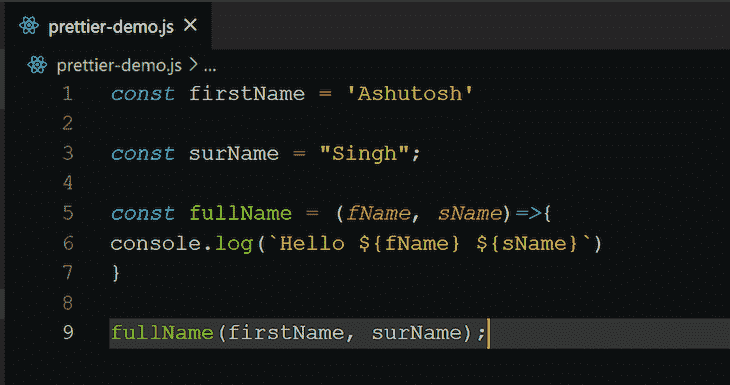 prettier-demo.js ×
prettier-demo.js > ...
1 const firstName = 'Ashutosh'
2
3 const surName = "Singh";
4
5 const fullName = (fName, sName)=>{
6 console.log(`Hello ${fName} ${sName}`)
7 }
8
9 fullName(firstName, surName);